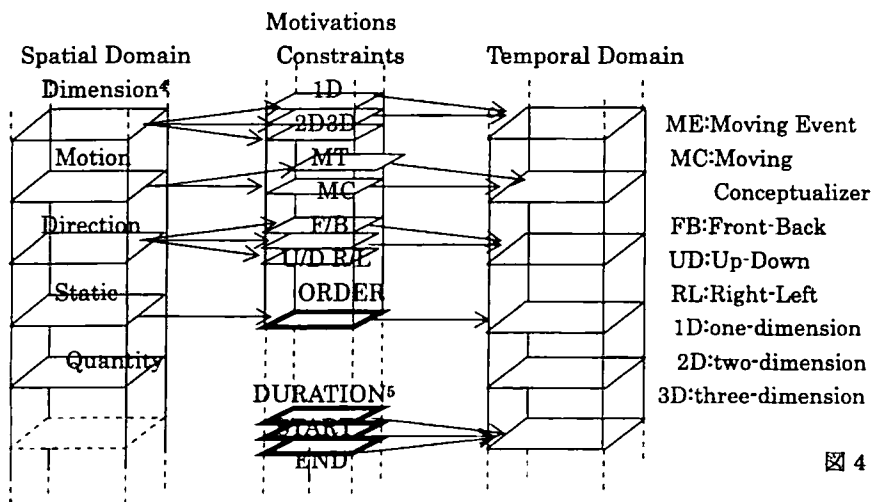 Motivations
Spatial Domain
Constraints
Temporal Domain
Dimension⁴
1D
2D3D
Motion
MT
MC
Direction
F/B
U/D R/L
Static
ORDER
Quantity
DURATION⁵
START
END
ME:Moving Event
MC:Moving
Conceptualizer
FB:Front-Back
UD:Up-Down
RL:Right-Left
1D:one-dimension
2D:two-dimension
3D:three-dimension
図 4